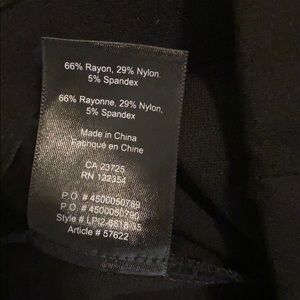 66% Rayon, 29% Nylon
5% Spandex
66% Rayonne, 29% Nylon,
5% Spandex
Made in China
Fabriqué en Chine
CA 23725
RN 122354
P.O. # 4500050789
P.O. # 4500050790
Style # LPI2-6618-35
Article # 57622